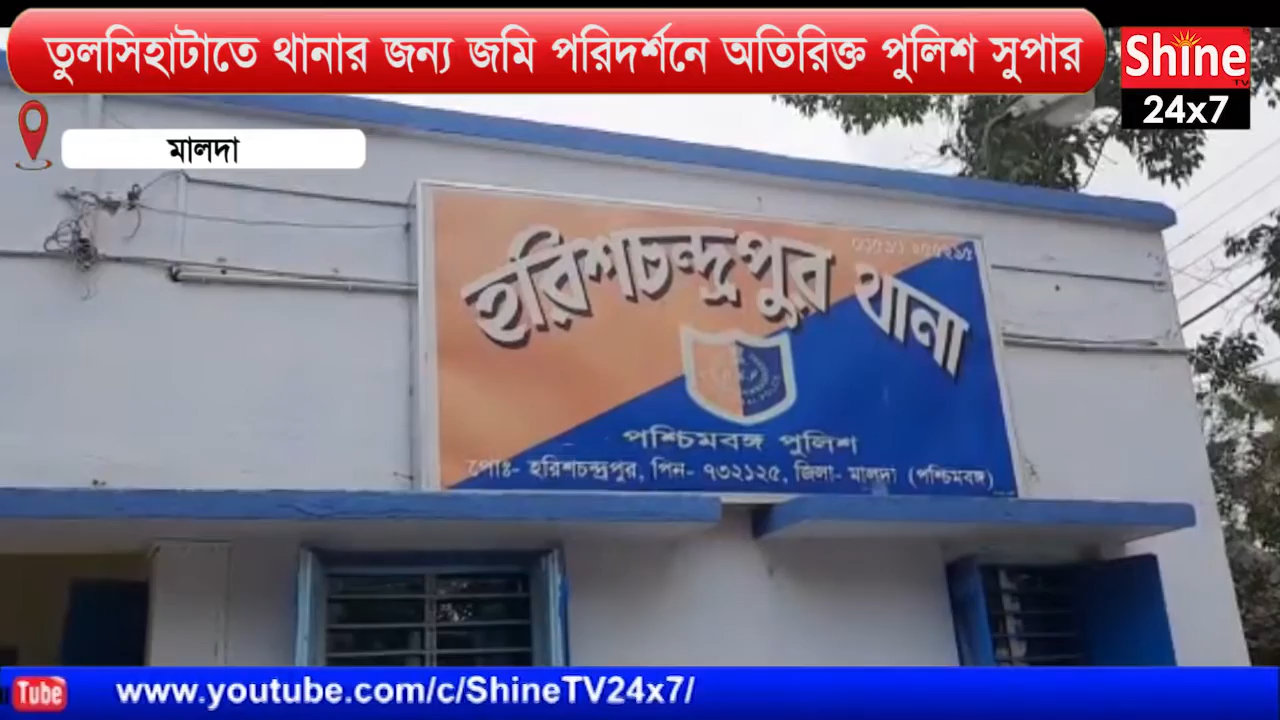 তুলসিহাটাতে থানার জন্য জমি পরিদর্শনে অতিরিক্ত পুলিশ সুপার
Shine
TV
24x7
মালদা
হরিশচন্দ্রপুর থানা
পশ্চিমবঙ্গ পুলিশ
পোঃ- হরিশচন্দ্রপুর, পিন- ৭৩২১২৫, জিলা- মালদা (পশ্চিমবঙ্গ)
Tube
www.youtube.com/c/ShineTV24x7/